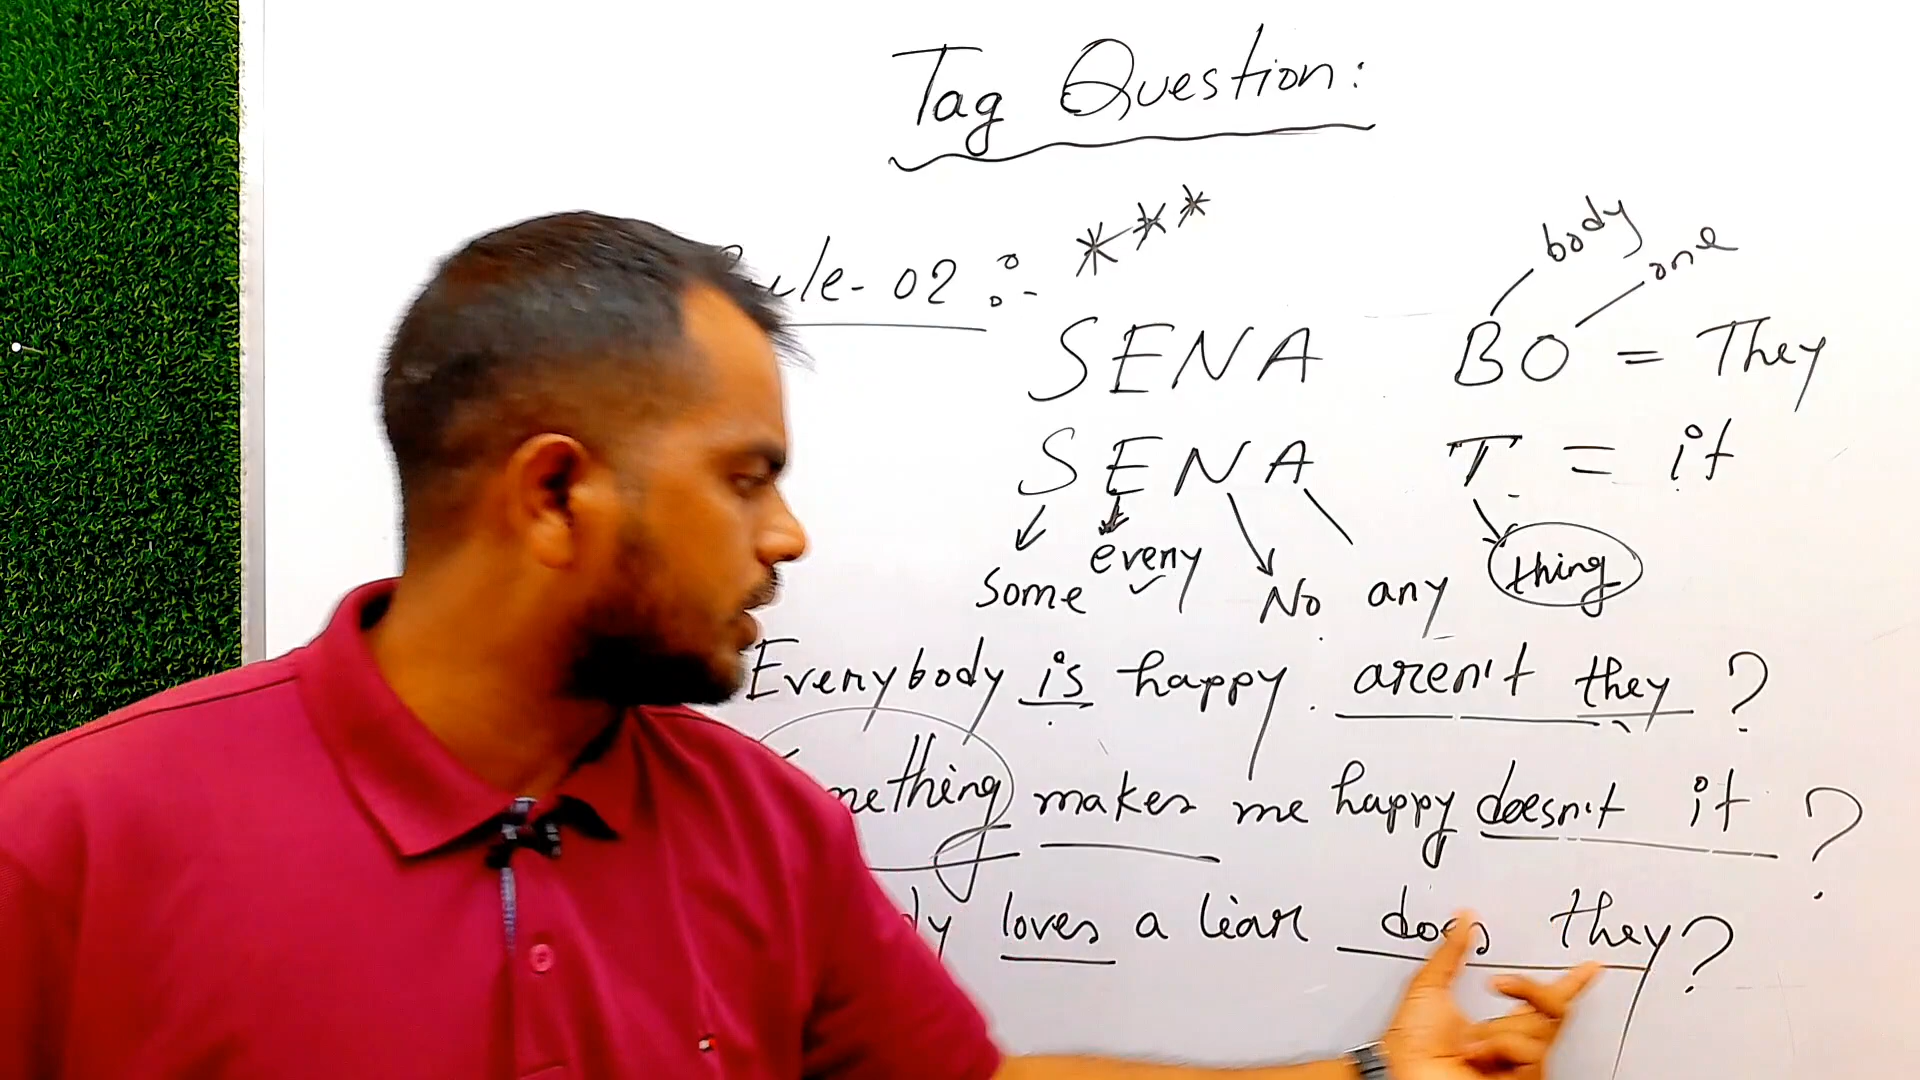 Tag Question:
Rule-02 : ***
body one
SENA BO = They
SENA T = it
some every No any thing
Everybody is happy. aren't they ?
makes me happy doesn't it ?
loves a liar does they?